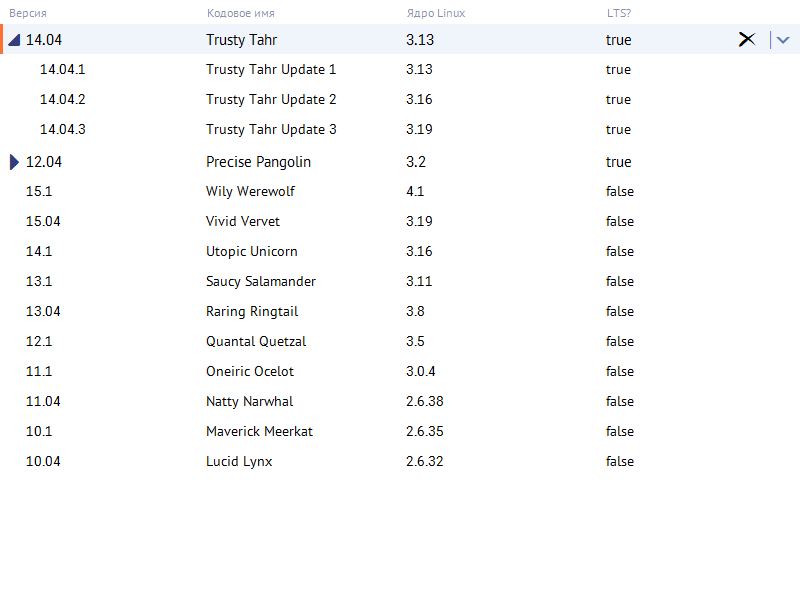 Версия Кодовое имя Ядро Linux LTS?
14.04 Trusty Tahr 3.13 true
14.04.1 Trusty Tahr Update 1 3.13 true
14.04.2 Trusty Tahr Update 2 3.16 true
14.04.3 Trusty Tahr Update 3 3.19 true
12.04 Precise Pangolin 3.2 true
15.1 Wily Werewolf 4.1 false
15.04 Vivid Vervet 3.19 false
14.1 Utopic Unicorn 3.16 false
13.1 Saucy Salamander 3.11 false
13.04 Raring Ringtail 3.8 false
12.1 Quantal Quetzal 3.5 false
11.1 Oneiric Ocelot 3.0.4 false
11.04 Natty Narwhal 2.6.38 false
10.1 Maverick Meerkat 2.6.35 false
10.04 Lucid Lynx 2.6.32 false